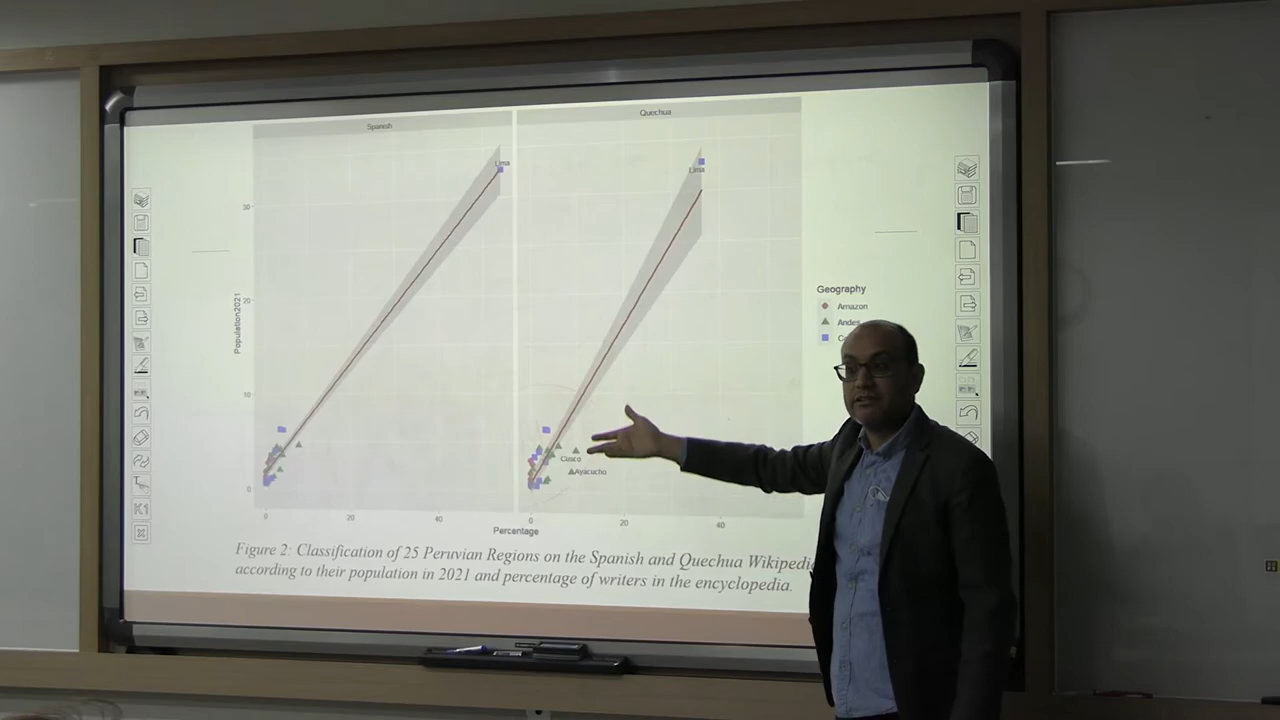 Spanish
Quechua
Lima
Lima
30
20
10
0
Population2021
Cusco
Ayacucho
0 20 40
0 20 40
Percentage
Geography
Amazon
Andes
Figure 2: Classification of 25 Peruvian Regions on the Spanish and Quechua
according to their population in 2021 and percentage of writers in the encyclopedia.
K1